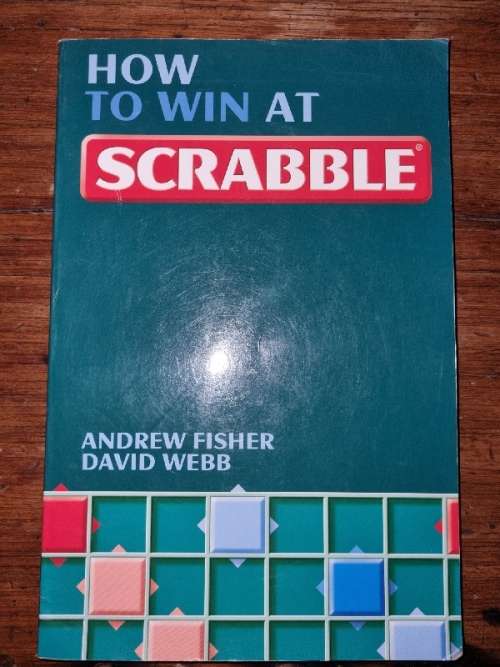 HOW
TO WIN AT
SCRABBLE®
ANDREW FISHER
DAVID WEBB